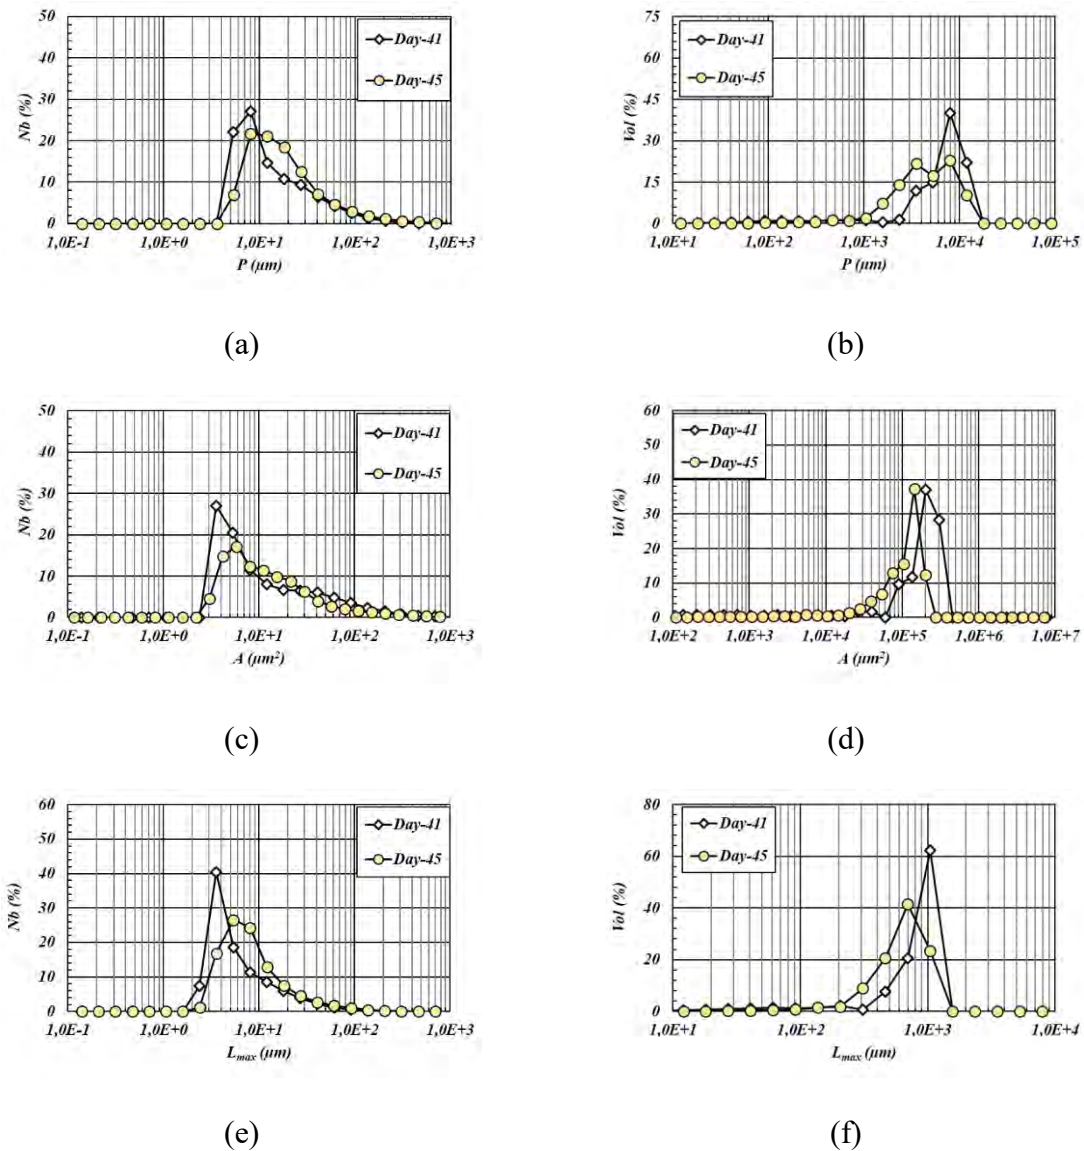 50
40
30
20
10
0
Nb (%)
Day-41
Day-45
1,0E-1 1,0E+0 1,0E+1 1,0E+2 1,0E+3
P (µm)
(a)
75
60
45
30
15
0
Vol (%)
Day-41
Day-45
1,0E+1 1,0E+2 1,0E+3 1,0E+4 1,0E+5
P (µm)
(b)
50
40
30
20
10
0
Nb (%)
Day-41
Day-45
1,0E-1 1,0E+0 1,0E+1 1,0E+2 1,0E+3
A (µm²)
(c)
60
50
40
30
20
10
0
Vol (%)
Day-41
Day-45
1,0E+2 1,0E+3 1,0E+4 1,0E+5 1,0E+6 1,0E+7
A (µm²)
(d)
60
50
40
30
20
10
0
Nb (%)
Day-41
Day-45
1,0E-1 1,0E+0 1,0E+1 1,0E+2 1,0E+3
Lmax (µm)
(e)
80
60
40
20
0
Vol (%)
Day-41
Day-45
1,0E+1 1,0E+2 1,0E+3 1,0E+4
Lmax (µm)
(f)